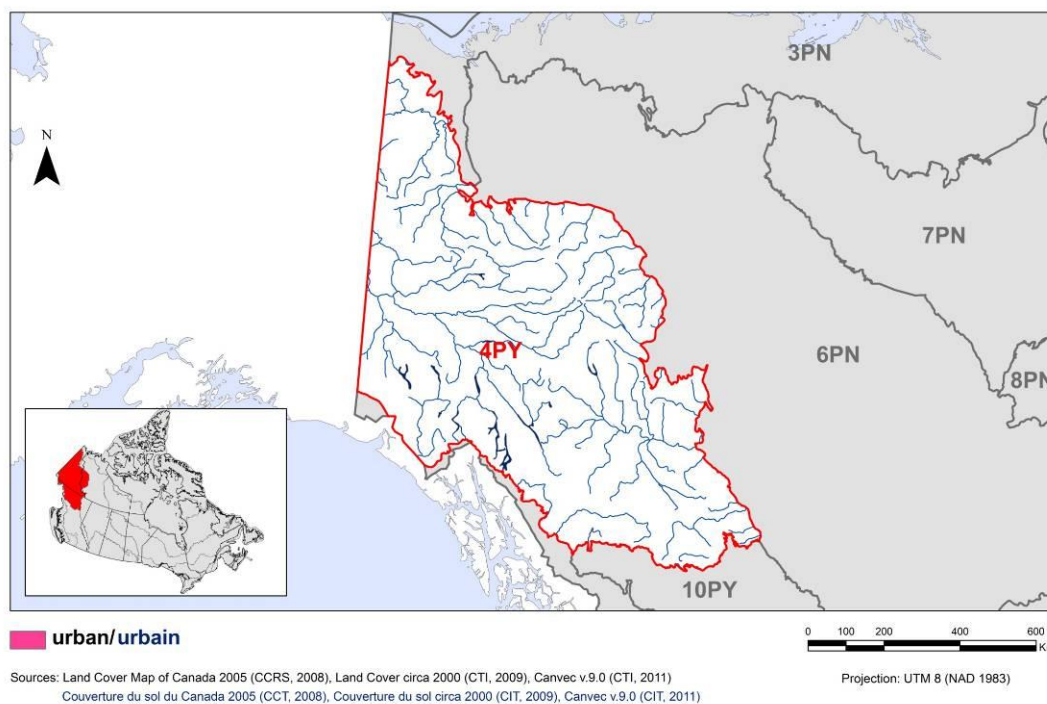 3PN
N
7PN
4PY
6PN
8PN
10PY
urban/ urbain
0 100 200 400 600
Sources: Land Cover Map of Canada 2005 (CCRS, 2008), Land Cover circa 2000 (CTI, 2009), Canvec v.9.0 (CTI, 2011)
Projection: UTM 8 (NAD 1983)
Couverture du sol du Canada 2005 (CCT, 2008), Couverture du sol circa 2000 (CIT, 2009), Canvec v.9.0 (CIT, 2011)